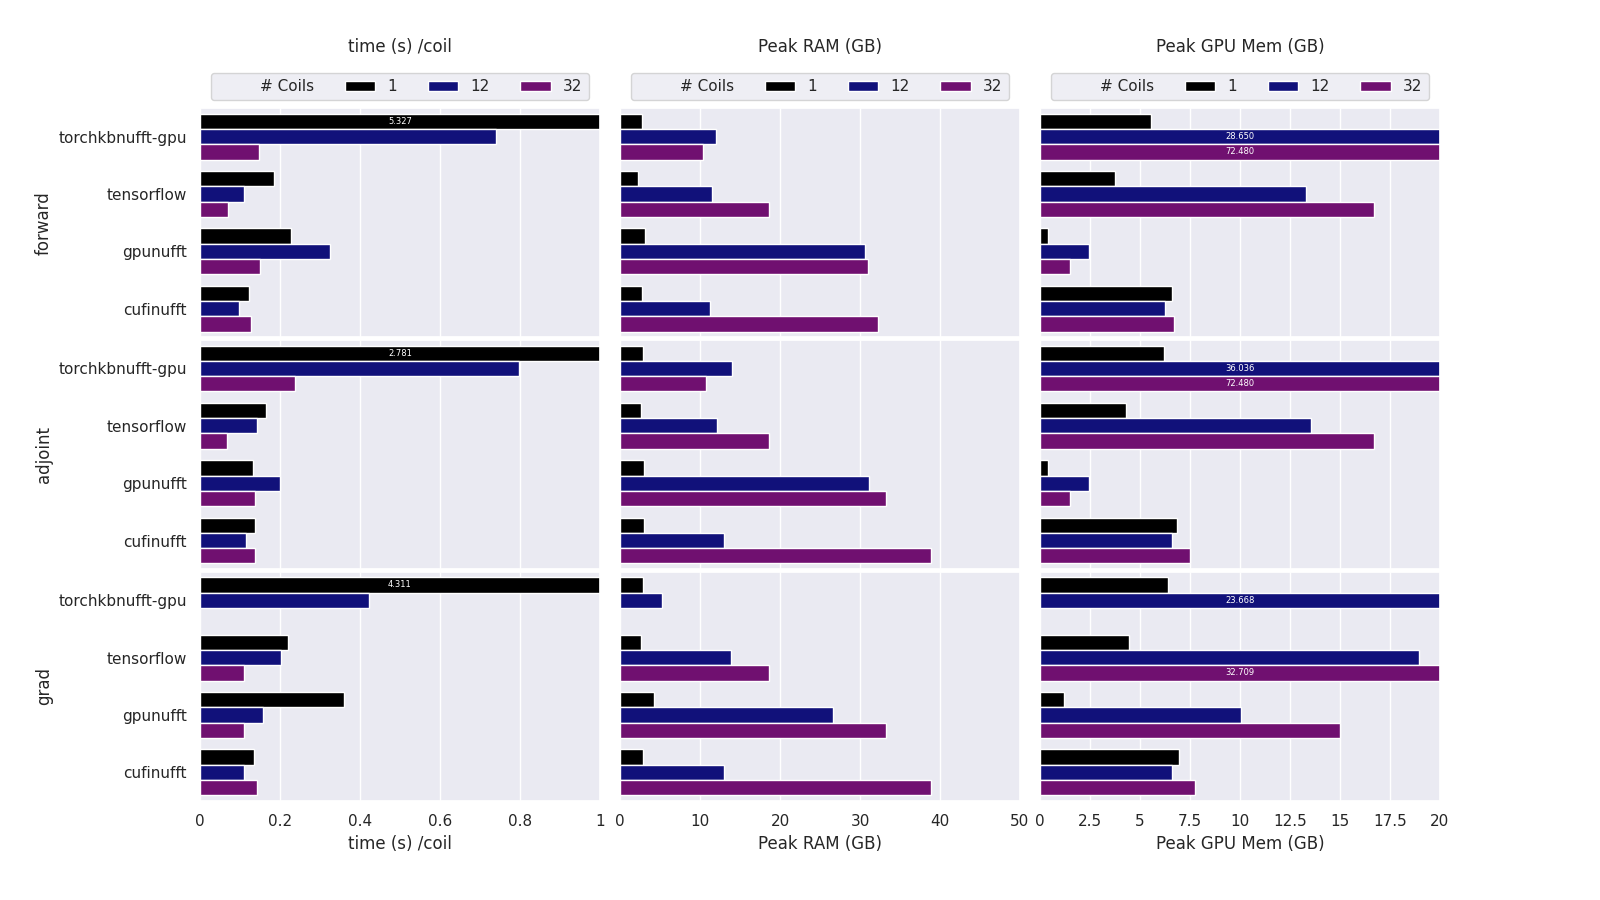 time (s) /coil
Peak RAM (GB)
Peak GPU Mem (GB)
# Coils 1 12 32
# Coils 1 12 32
# Coils 1 12 32
forward
torchkbnufft-gpu
5.327
28.650
72.480
tensorflow
gpunufft
cufinufft
adjoint
torchkbnufft-gpu
2.781
36.036
72.480
tensorflow
gpunufft
cufinufft
grad
torchkbnufft-gpu
4.311
23.668
tensorflow
32.709
gpunufft
cufinufft
0 0.2 0.4 0.6 0.8 1
0 10 20 30 40 50
0 2.5 5 7.5 10 12.5 15 17.5 20
time (s) /coil
Peak RAM (GB)
Peak GPU Mem (GB)